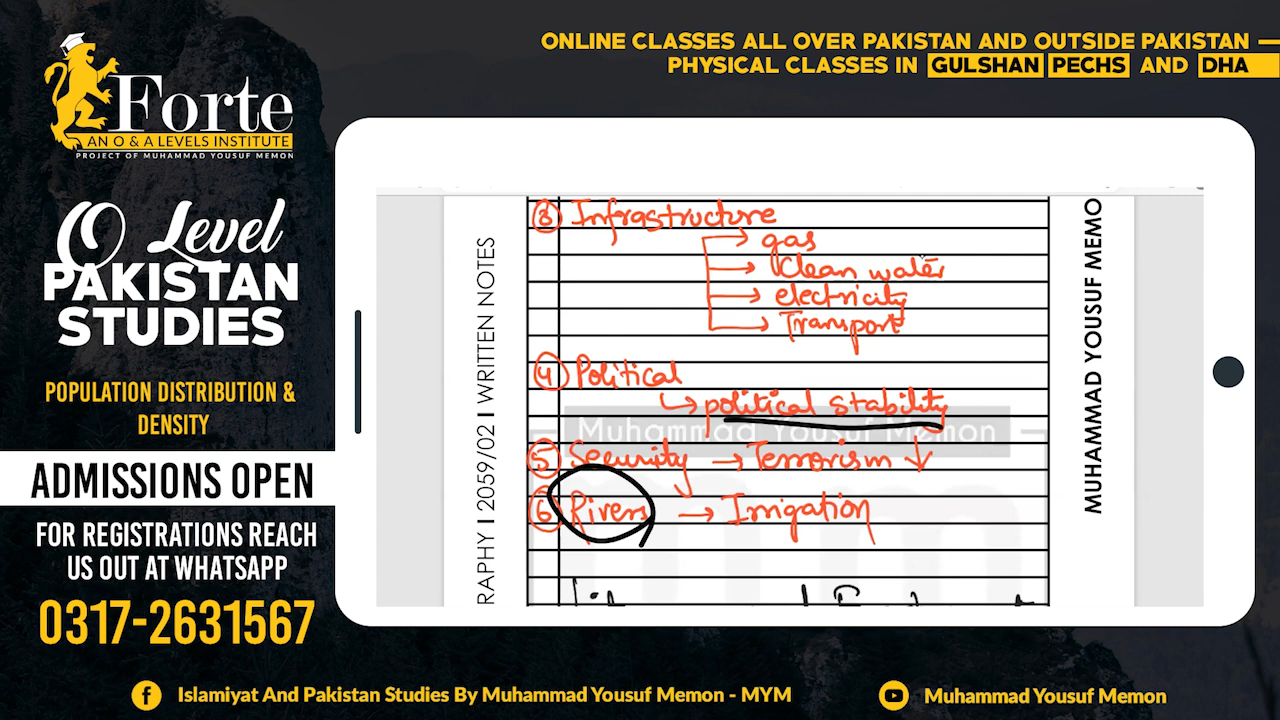 Forte
AN O & A LEVELS INSTITUTE
PROJECT OF MUHAMMAD YOUSUF MEMON
O Level
PAKISTAN
STUDIES
POPULATION DISTRIBUTION &
DENSITY
ADMISSIONS OPEN
FOR REGISTRATIONS REACH
US OUT AT WHATSAPP
0317-2631567
ONLINE CLASSES ALL OVER PAKISTAN AND OUTSIDE PAKISTAN
PHYSICAL CLASSES IN GULSHAN PECHS AND DHA
RAPHY I 2059/02 I WRITTEN NOTES
③ Infrastructure
→ gas
→ Clean water
→ electricity
→ Transport
④ Political
↳ political stability
Muhammad Yousuf Memon
⑤ Security → Terrorism ↓
⑥ Rivers → Irrigation
MUHAMMAD YOUSUF MEMO
Islamiyat And Pakistan Studies By Muhammad Yousuf Memon - MYM
Muhammad Yousuf Memon